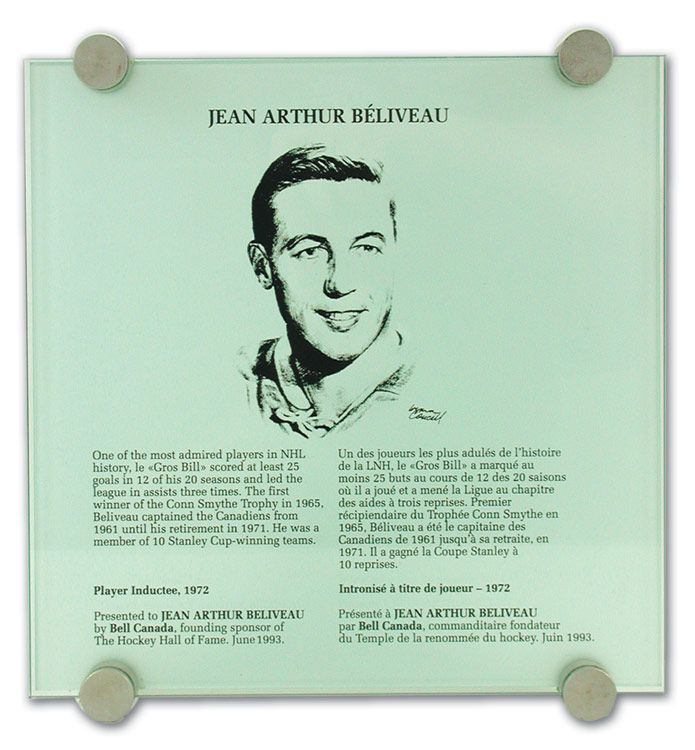 JEAN ARTHUR BÉLIVEAU
One of the most admired players in NHL
history, le «Gros Bill» scored at least 25
goals in 12 of his 20 seasons and led the
league in assists three times. The first
winner of the Conn Smythe Trophy in 1965,
Beliveau captained the Canadiens from
1961 until his retirement in 1971. He was a
member of 10 Stanley Cup-winning teams.
Player Inductee, 1972
Presented to JEAN ARTHUR BELIVEAU
by Bell Canada, founding sponsor of
The Hockey Hall of Fame. June 1993.
Un des joueurs les plus adulés de l'histoire
de la LNH, le «Gros Bill» a marqué au
moins 25 buts au cours de 12 des 20 saisons
où il a joué et a mené la Ligue au chapitre
des aides à trois reprises. Premier
récipiendaire du Trophée Conn Smythe en
1965, Béliveau a été le capitaine des
Canadiens de 1961 jusqu'à sa retraite, en
1971. Il a gagné la Coupe Stanley à
10 reprises.
Intronisé à titre de joueur – 1972
Présenté à JEAN ARTHUR BELIVEAU
par Bell Canada, commanditaire fondateur
du Temple de la renommée du hockey. Juin 1993.